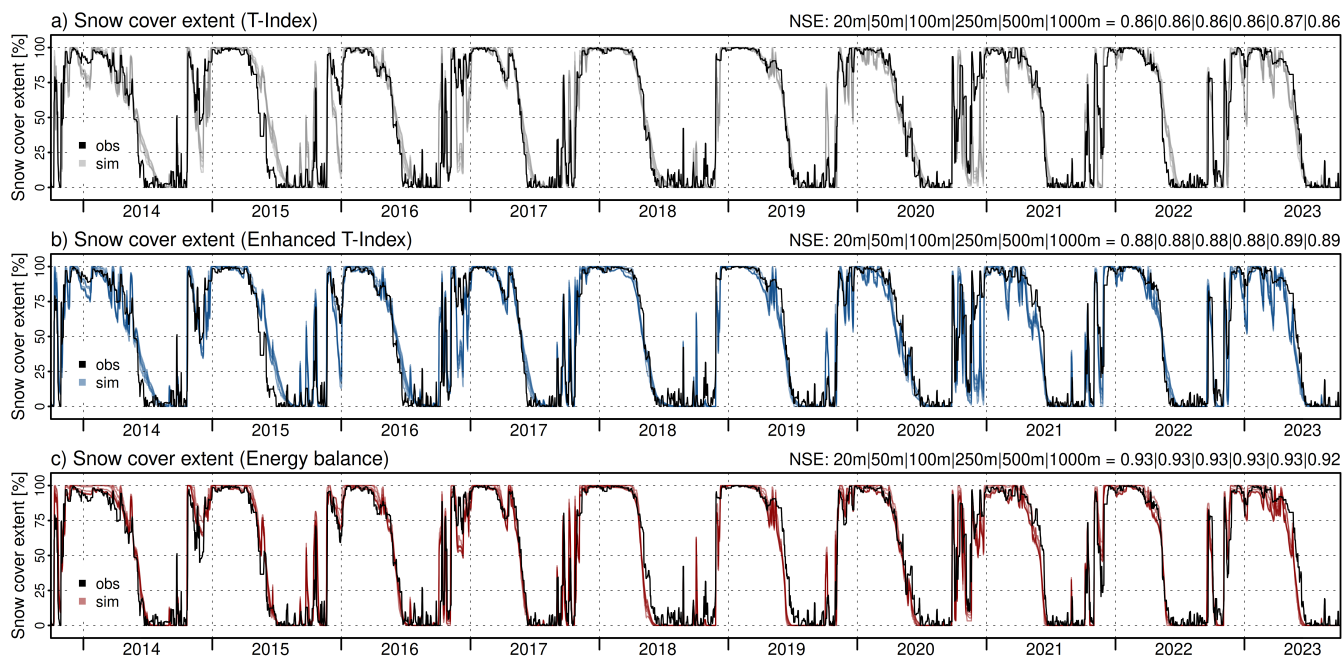 a) Snow cover extent (T-Index)
NSE: 20m|50m|100m|250m|500m|1000m = 0.86|0.86|0.86|0.86|0.87|0.86
Snow cover extent [%]
100
75
50
25
0
obs
sim
2014 2015 2016 2017 2018 2019 2020 2021 2022 2023
b) Snow cover extent (Enhanced T-Index)
NSE: 20m|50m|100m|250m|500m|1000m = 0.88|0.88|0.88|0.88|0.89|0.89
Snow cover extent [%]
100
75
50
25
0
obs
sim
2014 2015 2016 2017 2018 2019 2020 2021 2022 2023
c) Snow cover extent (Energy balance)
NSE: 20m|50m|100m|250m|500m|1000m = 0.93|0.93|0.93|0.93|0.93|0.92
Snow cover extent [%]
100
75
50
25
0
obs
sim
2014 2015 2016 2017 2018 2019 2020 2021 2022 2023